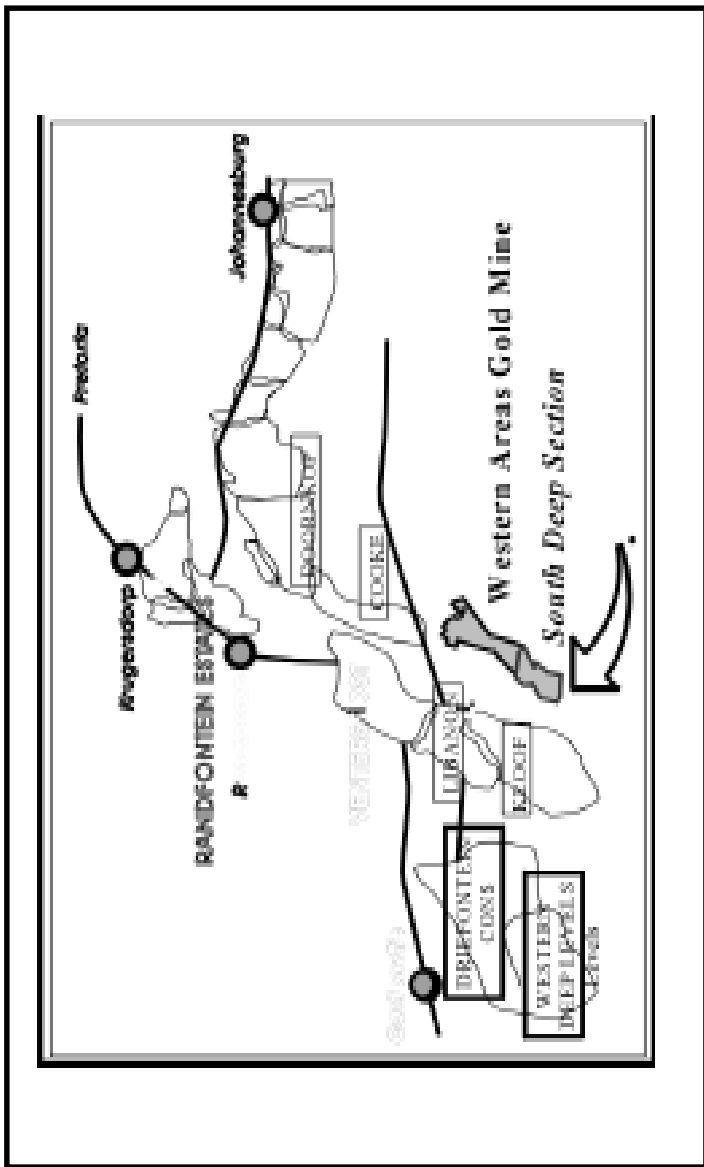 Johannesburg
Pretoria
Krugersdorp
RANDFONTEIN ESTATES
R
DOORNKOP
COOKE
Western Areas Gold Mine
South Deep Section
LIBANON
KLOOF
DRIEFONTEIN
CONS
WESTERN
DEEP LEVELS